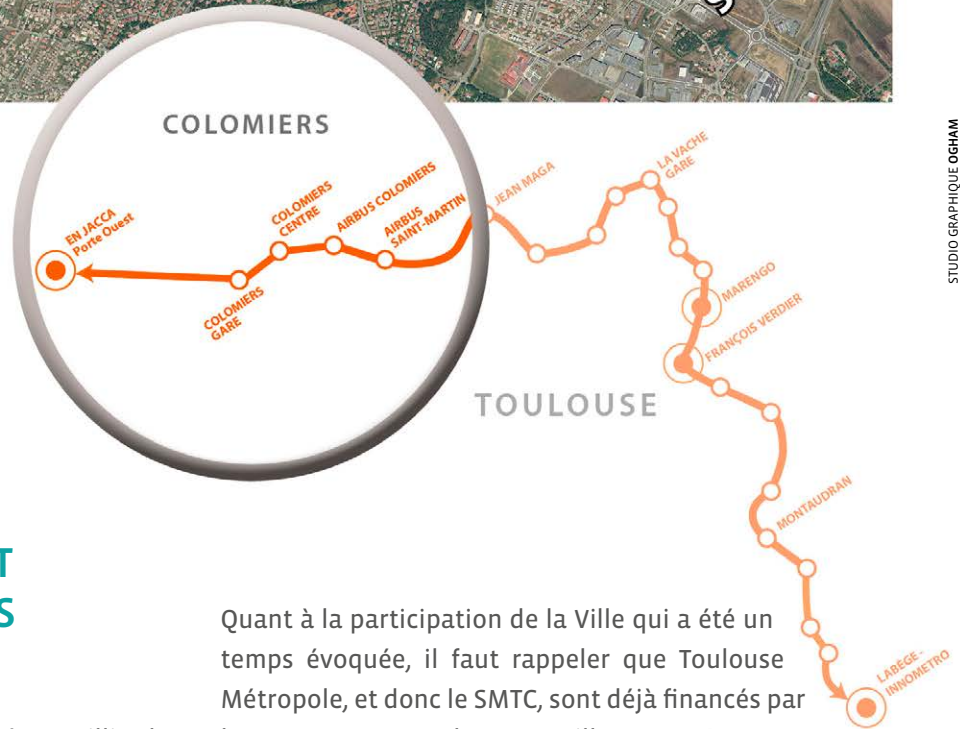 COLOMIERS
EN JACCA
Porte Ouest
COLOMIERS
GARE
COLOMIERS
CENTRE
AIRBUS COLOMIERS
AIRBUS
SAINT-MARTIN
JEAN MAGA
LA VACHE
GARE
MARENGO
FRANÇOIS VERDIER
TOULOUSE
MONTAUDRAN
LABÈGE -
INNOMETRO
STUDIO GRAPHIQUE OGHAM
T
S
Quant à la participation de la Ville qui a été un
temps évoquée, il faut rappeler que Toulouse
Métropole, et donc le SMTC, sont déjà financés par